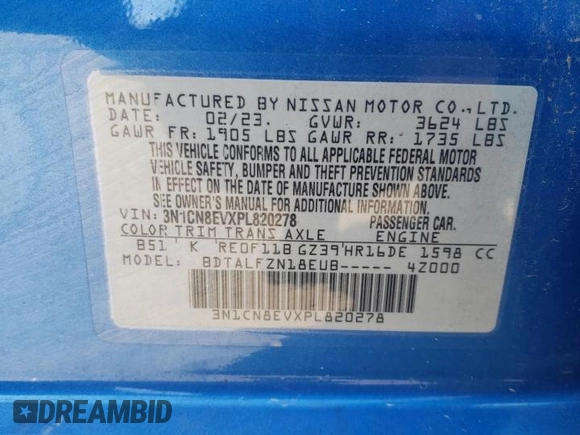 MANUFACTURED BY NISSAN MOTOR CO.,LTD.
DATE: 02/23. GVWR: 3624 LBS
GAWR FR: 1905 LBS GAWR RR: 1735 LBS
THIS VEHICLE CONFORMS TO ALL APPLICABLE FEDERAL MOTOR
VEHICLE SAFETY, BUMPER AND THEFT PREVENTION STANDARDS
IN EFFECT ON THE DATE OF MANUFACTURE SHOWN ABOVE.
SEE OWNER'S MANUAL FOR ADDITIONAL INFORMATION.
VIN: 3N1CN8EVXPL820278 PASSENGER CAR.
COLOR TRIM TRANS AXLE ENGINE
B51 K RE0F11B GZ39 HR16DE 1598 CC
MODEL: BDTALFZN18EUB----- 4Z000
3N1CN8EVXPL820278
DREAMBID